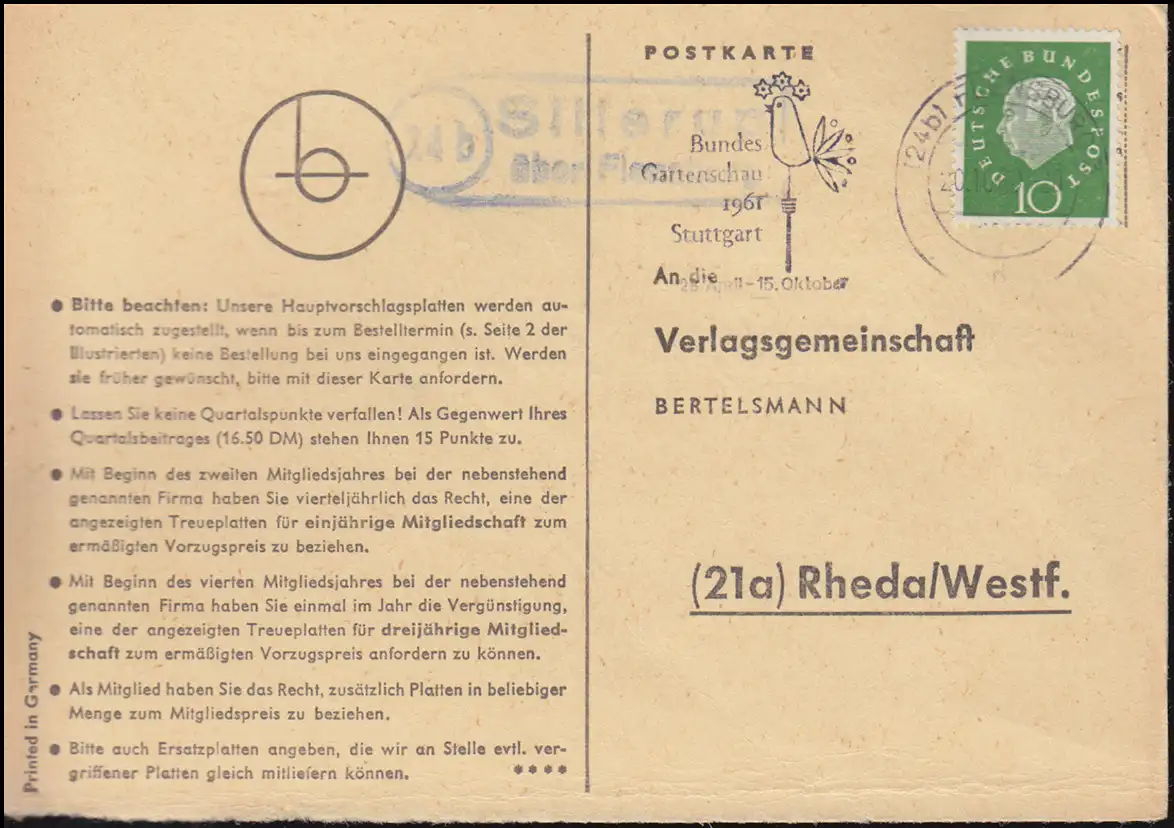 Bitte beachten: Unsere Hauptvorschlagsplatten werden au-
tomatisch zugestellt, wenn bis zum Bestelltermin (s. Seite 2 der
Illustrierten) keine Bestellung bei uns eingegangen ist. Werden
sie früher gewünscht, bitte mit dieser Karte anfordern.
Lassen Sie keine Quartalspunkte verfallen! Als Gegenwert Ihres
Quartalsbeitrages (16.50 DM) stehen Ihnen 15 Punkte zu.
Mit Beginn des zweiten Mitgliedsjahres bei der nebenstehend
genannten Firma haben Sie vierteljährlich das Recht, eine der
angezeigten Treueplatten für einjährige Mitgliedschaft zum
ermäßigten Vorzugspreis zu beziehen.
Mit Beginn des vierten Mitgliedsjahres bei der nebenstehend
genannten Firma haben Sie einmal im Jahr die Vergünstigung,
eine der angezeigten Treueplatten für dreijährige Mitglied-
schaft zum ermäßigten Vorzugspreis anfordern zu können.
Als Mitglied haben Sie das Recht, zusätzlich Platten in beliebiger
Menge zum Mitgliedspreis zu beziehen.
Bitte auch Ersatzplatten angeben, die wir an Stelle evtl. ver-
griffener Platten gleich mitliefern können. ****
Printed in Germany
24b
Sillerup
über
POSTKARTE
Bundes
Gartenschau
1961
Stuttgart
April - 15. Oktober
(24b)
DEUTSCHE BUNDESPOST
10
An die
Verlagsgemeinschaft
BERTELSMANN
(21a) Rheda/Westf.